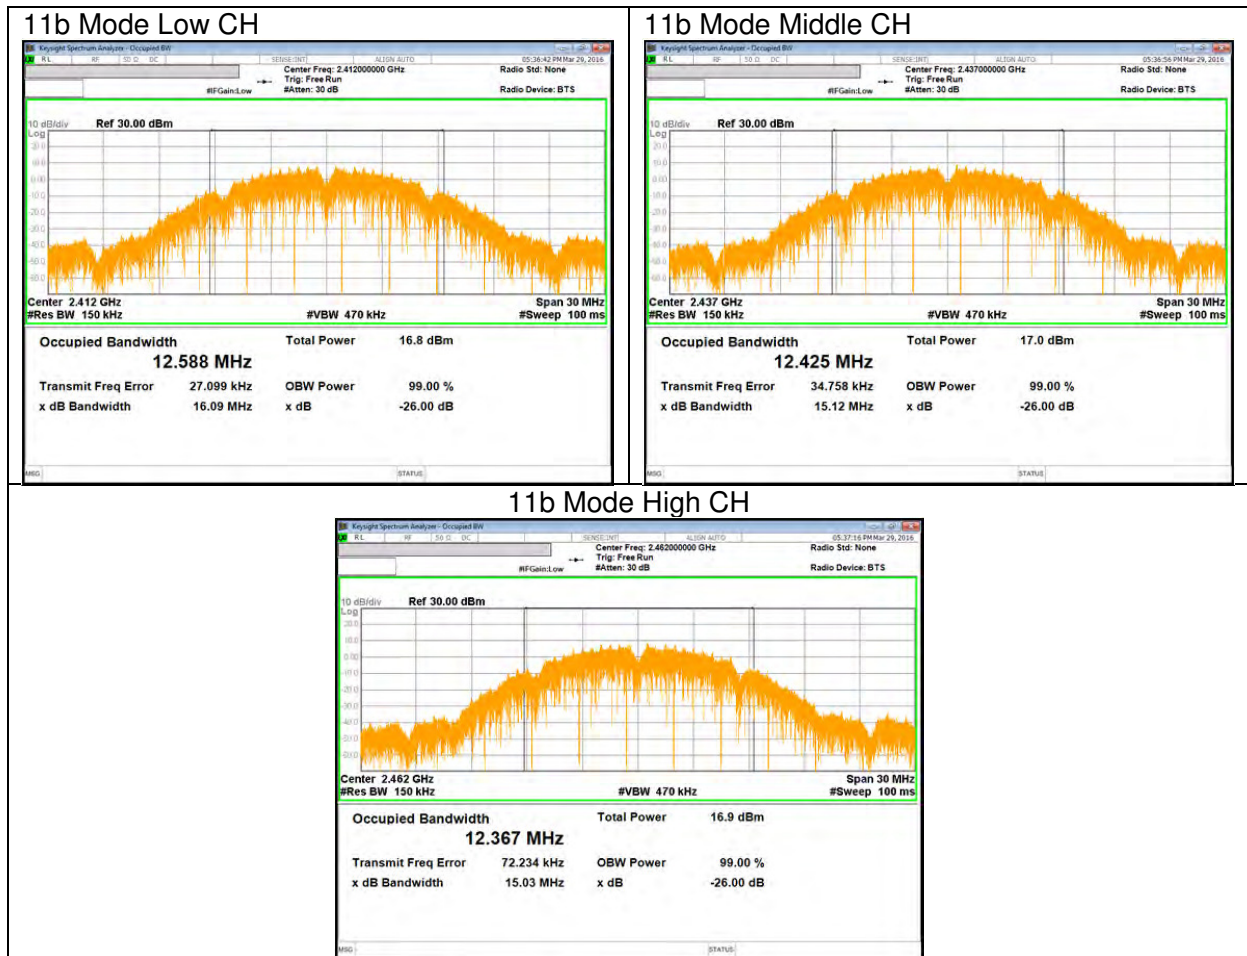 11b Mode Low CH
Keysight Spectrum Analyzer - Occupied BW
RL RF 50 Ω DC SENSE:INT ALIGN AUTO 05:36:42 PM Mar 29, 2016
Center Freq: 2.412000000 GHz Radio Std: None
Trig: Free Run
#IFGain:Low #Atten: 30 dB Radio Device: BTS
10 dB/div Ref 30.00 dBm
Log
Center 2.412 GHz Span 30 MHz
#Res BW 150 kHz #VBW 470 kHz #Sweep 100 ms
Occupied Bandwidth Total Power 16.8 dBm
12.588 MHz
Transmit Freq Error 27.099 kHz OBW Power 99.00 %
x dB Bandwidth 16.09 MHz x dB -26.00 dB
MSG STATUS
11b Mode Middle CH
Keysight Spectrum Analyzer - Occupied BW
RL RF 50 Ω DC SENSE:INT ALIGN AUTO 05:36:56 PM Mar 29, 2016
Center Freq: 2.437000000 GHz Radio Std: None
Trig: Free Run
#IFGain:Low #Atten: 30 dB Radio Device: BTS
10 dB/div Ref 30.00 dBm
Log
Center 2.437 GHz Span 30 MHz
#Res BW 150 kHz #VBW 470 kHz #Sweep 100 ms
Occupied Bandwidth Total Power 17.0 dBm
12.425 MHz
Transmit Freq Error 34.758 kHz OBW Power 99.00 %
x dB Bandwidth 15.12 MHz x dB -26.00 dB
MSG STATUS
11b Mode High CH
Keysight Spectrum Analyzer - Occupied BW
RL RF 50 Ω DC SENSE:INT ALIGN AUTO 05:37:16 PM Mar 29, 2016
Center Freq: 2.462000000 GHz Radio Std: None
Trig: Free Run
#IFGain:Low #Atten: 30 dB Radio Device: BTS
10 dB/div Ref 30.00 dBm
Log
Center 2.462 GHz Span 30 MHz
#Res BW 150 kHz #VBW 470 kHz #Sweep 100 ms
Occupied Bandwidth Total Power 16.9 dBm
12.367 MHz
Transmit Freq Error 72.234 kHz OBW Power 99.00 %
x dB Bandwidth 15.03 MHz x dB -26.00 dB
MSG STATUS